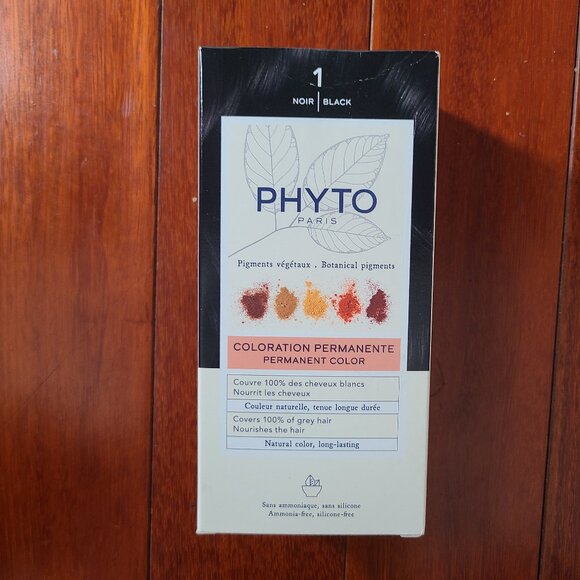 1
NOIR | BLACK
PHYTO
PARIS
Pigments végétaux . Botanical pigments
COLORATION PERMANENTE
PERMANENT COLOR
Couvre 100% des cheveux blancs
Nourrit les cheveux
Couleur naturelle, tenue longue durée
Covers 100% of grey hair
Nourishes the hair
Natural color, long-lasting
Sans ammoniaque, sans silicone
Ammonia-free, silicone-free